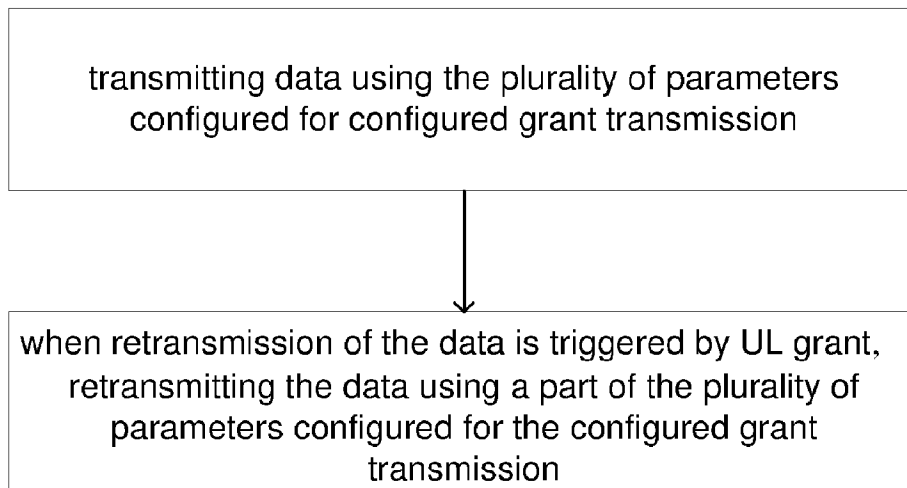 transmitting data using the plurality of parameters
configured for configured grant transmission
when retransmission of the data is triggered by UL grant,
retransmitting the data using a part of the plurality of
parameters configured for the configured grant
transmission